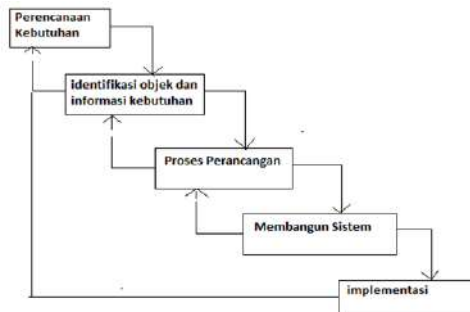 Perencanaan
Kebutuhan
identifikasi objek dan
informasi kebutuhan
Proses Perancangan
Membangun Sistem
implementasi